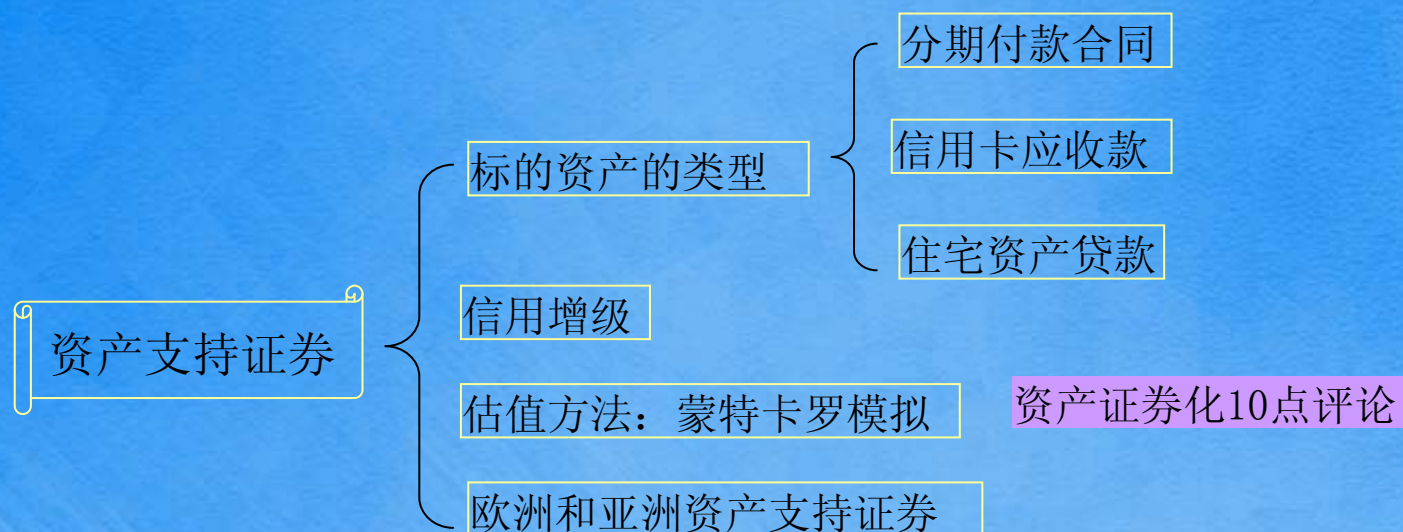 分期付款合同
信用卡应收款
标的资产的类型
住宅资产贷款
信用增级
资产支持证券
估值方法：蒙特卡罗模拟
资产证券化10点评论
欧洲和亚洲资产支持证券